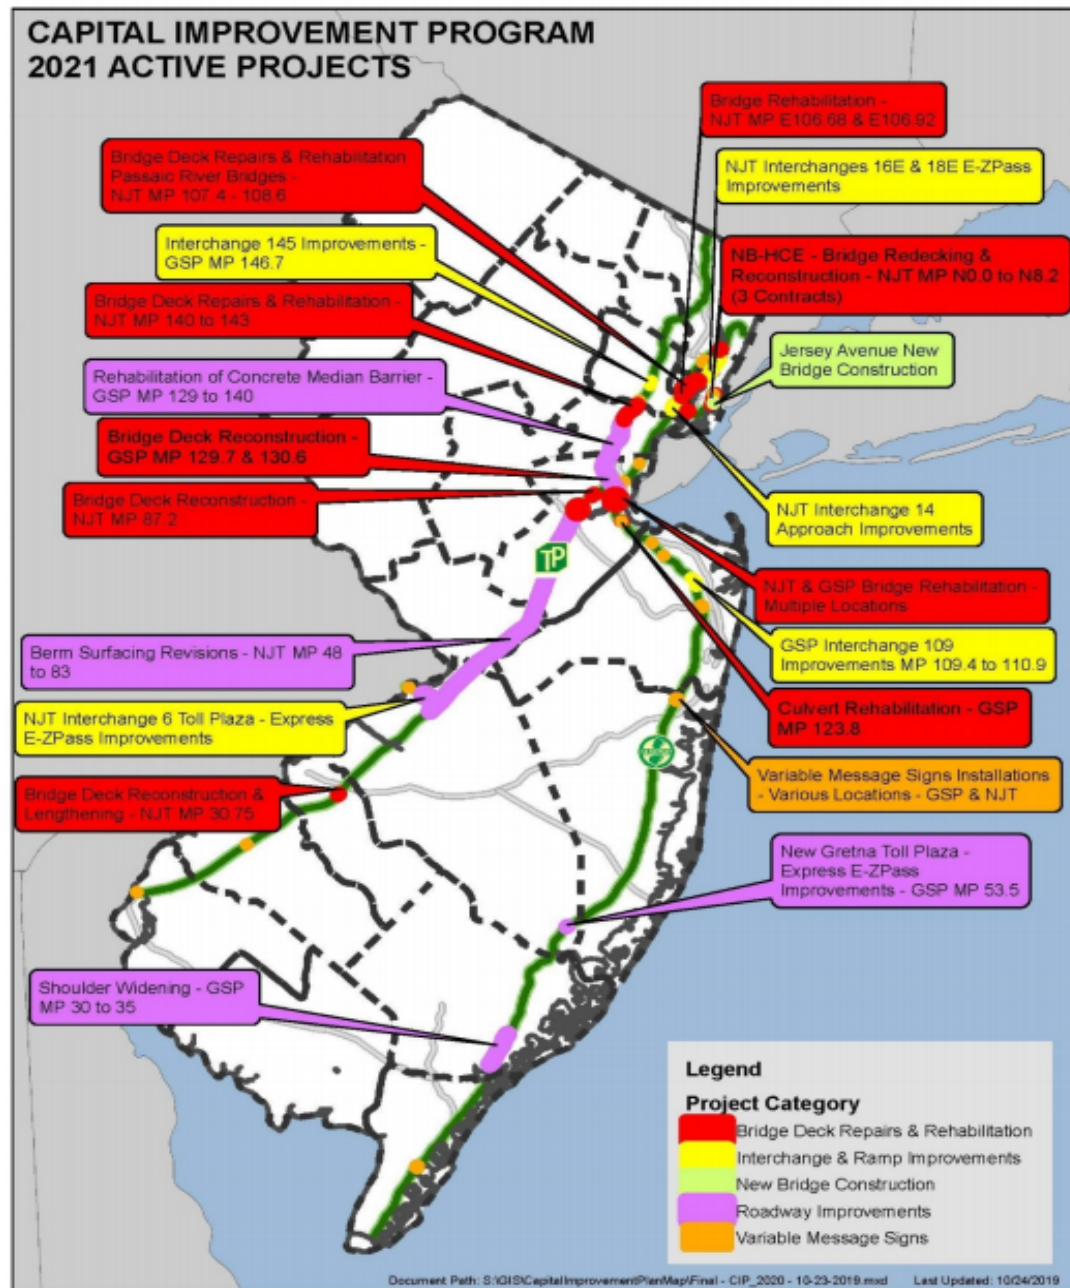 CAPITAL IMPROVEMENT PROGRAM
2021 ACTIVE PROJECTS
Bridge Rehabilitation -
NJT MP E106.68 & E106.92
Bridge Deck Repairs & Rehabilitation
Passaic River Bridges -
NJT MP 107.4 - 108.6
NJT Interchanges 16E & 18E E-ZPass
Improvements
Interchange 145 Improvements -
GSP MP 146.7
NB-HCE - Bridge Redecking &
Reconstruction - NJT MP N0.0 to N8.2
(3 Contracts)
Bridge Deck Repairs & Rehabilitation -
NJT MP 140 to 143
Jersey Avenue New
Bridge Construction
Rehabilitation of Concrete Median Barrier -
GSP MP 129 to 140
Bridge Deck Reconstruction -
GSP MP 129.7 & 130.6
Bridge Deck Reconstruction -
NJT MP 87.2
NJT Interchange 14
Approach Improvements
TP
NJT & GSP Bridge Rehabilitation -
Multiple Locations
Berm Surfacing Revisions - NJT MP 48
to 83
GSP Interchange 109
Improvements MP 109.4 to 110.9
NJT Interchange 6 Toll Plaza - Express
E-ZPass Improvements
Culvert Rehabilitation - GSP
MP 123.8
Bridge Deck Reconstruction &
Lengthening - NJT MP 30.75
Variable Message Signs Installations
- Various Locations - GSP & NJT
New Gretna Toll Plaza -
Express E-ZPass
Improvements - GSP MP 53.5
Shoulder Widening - GSP
MP 30 to 35
Legend
Project Category
Bridge Deck Repairs & Rehabilitation
Interchange & Ramp Improvements
New Bridge Construction
Roadway Improvements
Variable Message Signs
Document Path: S:\GIS\CapitalImprovementPlanMap\Final - CIP_2020 - 10-23-2019.mxd Last Updated: 10/24/2019